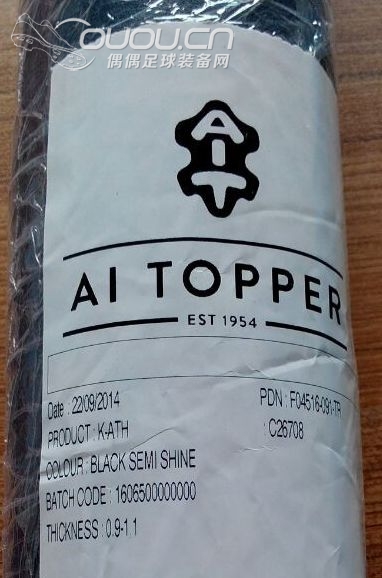 ouou.cn
偶偶足球装备网
AIT
AI TOPPER
EST 1954
Date : 22/09/2014
PDN : F04516-091-TR
PRODUCT : K-ATH
: C26708
COLOUR : BLACK SEMI SHINE
BATCH CODE : 1606500000000
THICKNESS : 0.9-1.1